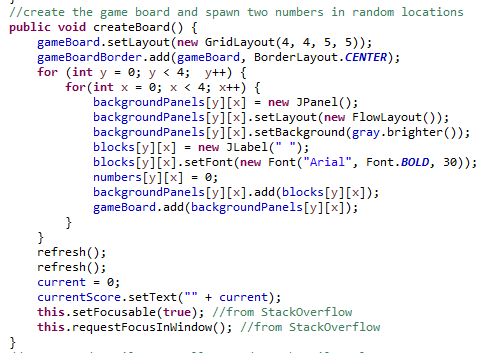 //create the game board and spawn two numbers in random locations
public void createBoard() {
    gameBoard.setLayout(new GridLayout(4, 4, 5, 5));
    gameBoardBorder.add(gameBoard, BorderLayout.CENTER);
    for (int y = 0; y < 4;  y++) {
        for(int x = 0; x < 4; x++) {
            backgroundPanels[y][x] = new JPanel();
            backgroundPanels[y][x].setLayout(new FlowLayout());
            backgroundPanels[y][x].setBackground(gray.brighter());
            blocks[y][x] = new JLabel(" ");
            blocks[y][x].setFont(new Font("Arial", Font.BOLD, 30));
            numbers[y][x] = 0;
            backgroundPanels[y][x].add(blocks[y][x]);
            gameBoard.add(backgroundPanels[y][x]);
        }
    }
    refresh();
    refresh();
    current = 0;
    currentScore.setText("" + current);
    this.setFocusable(true); //from StackOverflow
    this.requestFocusInWindow(); //from StackOverflow
}